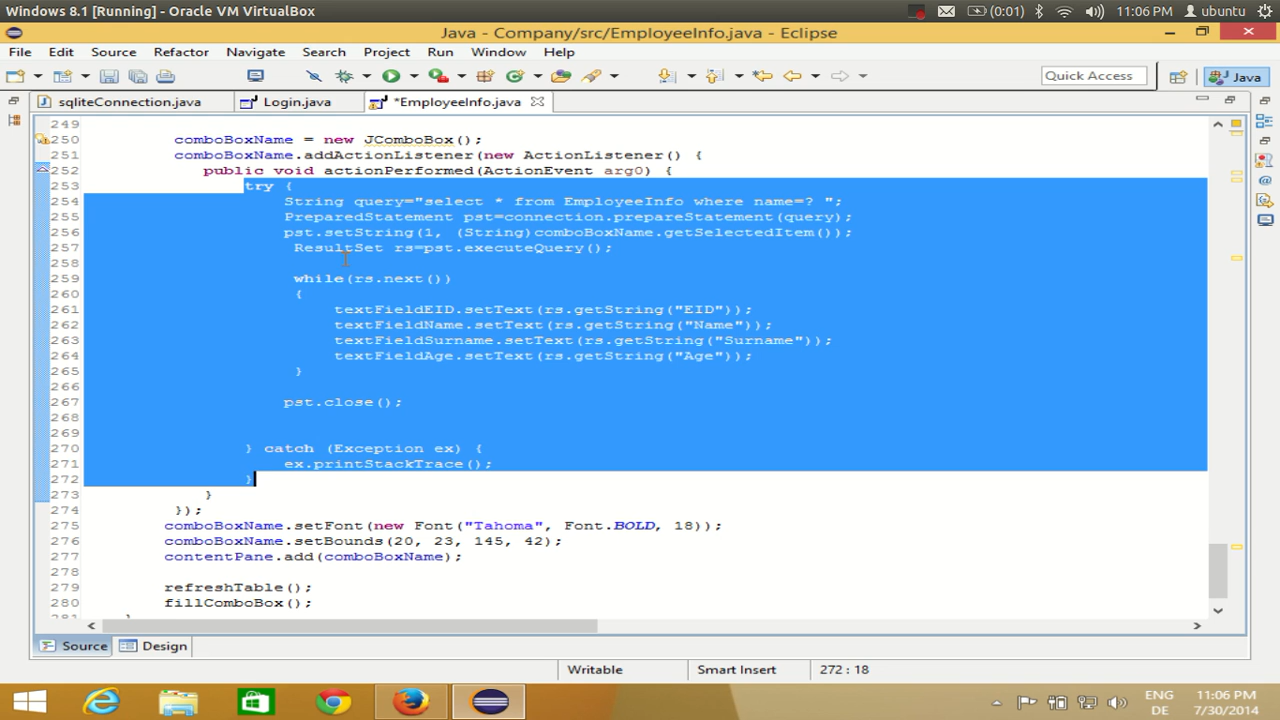 Windows 8.1 [Running] - Oracle VM VirtualBox
(0:01) 11:06 PM ubuntu
Java - Company/src/EmployeeInfo.java - Eclipse
File Edit Source Refactor Navigate Search Project Run Window Help
Quick Access Java
sqliteConnection.java Login.java *EmployeeInfo.java
249
250 comboBoxName = new JComboBox();
251 comboBoxName.addActionListener(new ActionListener() {
252 public void actionPerformed(ActionEvent arg0) {
253 try {
254 String query="select * from EmployeeInfo where name=? ";
255 PreparedStatement pst=connection.prepareStatement(query);
256 pst.setString(1, (String)comboBoxName.getSelectedItem());
257 ResultSet rs=pst.executeQuery();
258
259 while(rs.next())
260 {
261 textFieldEID.setText(rs.getString("EID"));
262 textFieldName.setText(rs.getString("Name"));
263 textFieldSurname.setText(rs.getString("Surname"));
264 textFieldAge.setText(rs.getString("Age"));
265 }
266
267 pst.close();
268
269
270 } catch (Exception ex) {
271 ex.printStackTrace();
272 }
273 }
274 });
275 comboBoxName.setFont(new Font("Tahoma", Font.BOLD, 18));
276 comboBoxName.setBounds(20, 23, 145, 42);
277 contentPane.add(comboBoxName);
278
279 refreshTable();
280 fillComboBox();
281 }
Source Design
Writable Smart Insert 272 : 18
ENG 11:06 PM
DE 7/30/2014